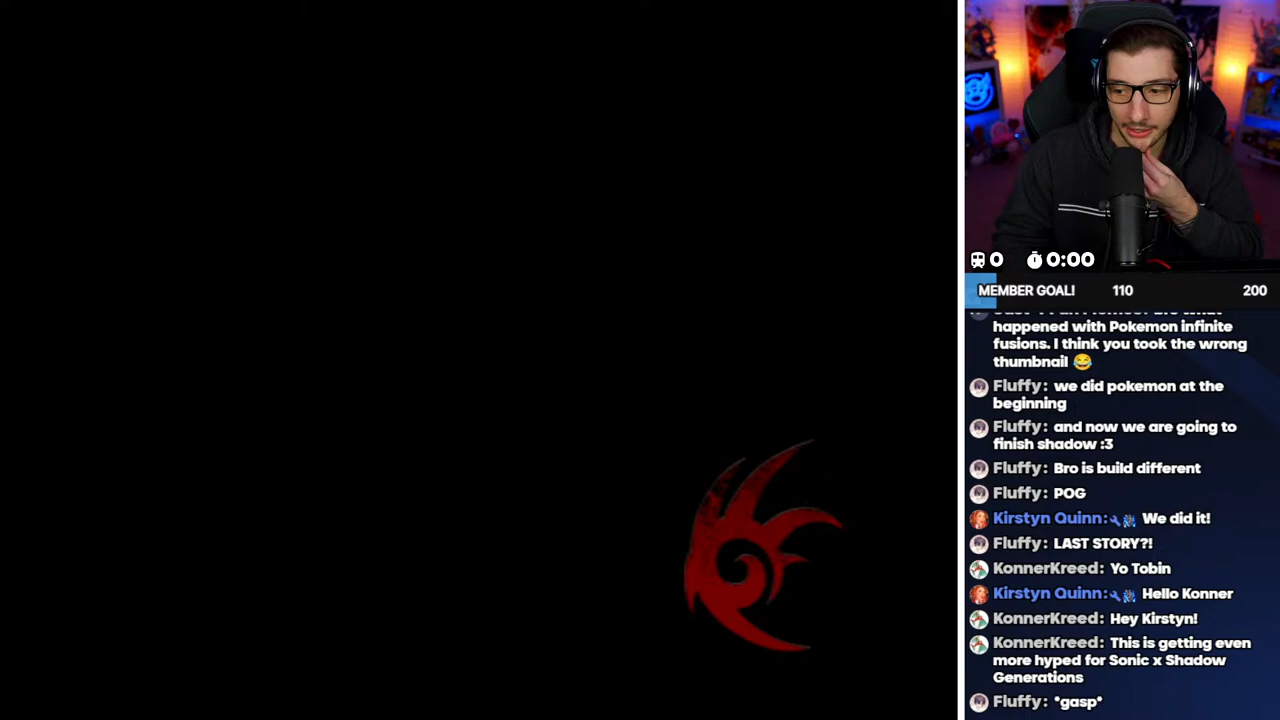 0 0:00
MEMBER GOAL! 110 200
happened with Pokemon infinite
fusions. I think you took the wrong
thumbnail 😂
Fluffy: we did pokemon at the
beginning
Fluffy: and now we are going to
finish shadow :3
Fluffy: Bro is build different
Fluffy: POG
Kirstyn Quinn: We did it!
Fluffy: LAST STORY?!
KonnerKreed: Yo Tobin
Kirstyn Quinn: Hello Konner
KonnerKreed: Hey Kirstyn!
KonnerKreed: This is getting even
more hyped for Sonic x Shadow
Generations
Fluffy: *gasp*